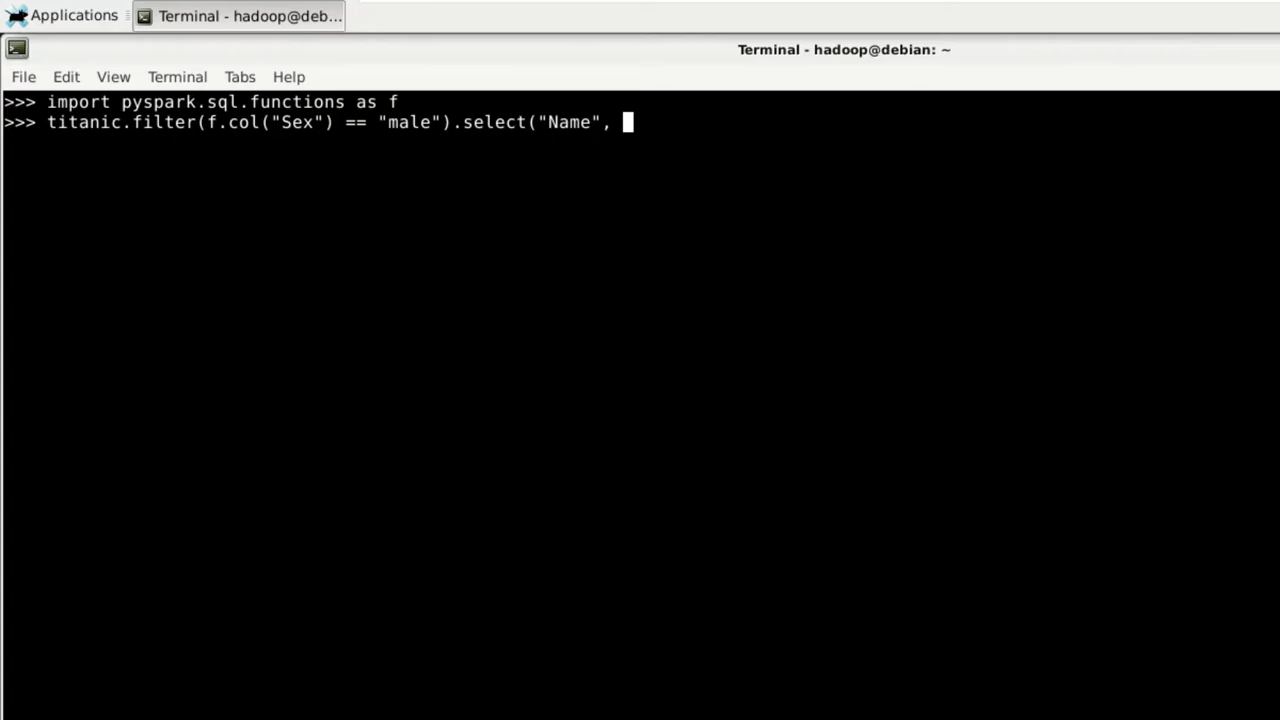 Applications
Terminal - hadoop@deb...
Terminal - hadoop@debian: ~
File Edit View Terminal Tabs Help
>>> import pyspark.sql.functions as f
>>> titanic.filter(f.col("Sex") == "male").select("Name",